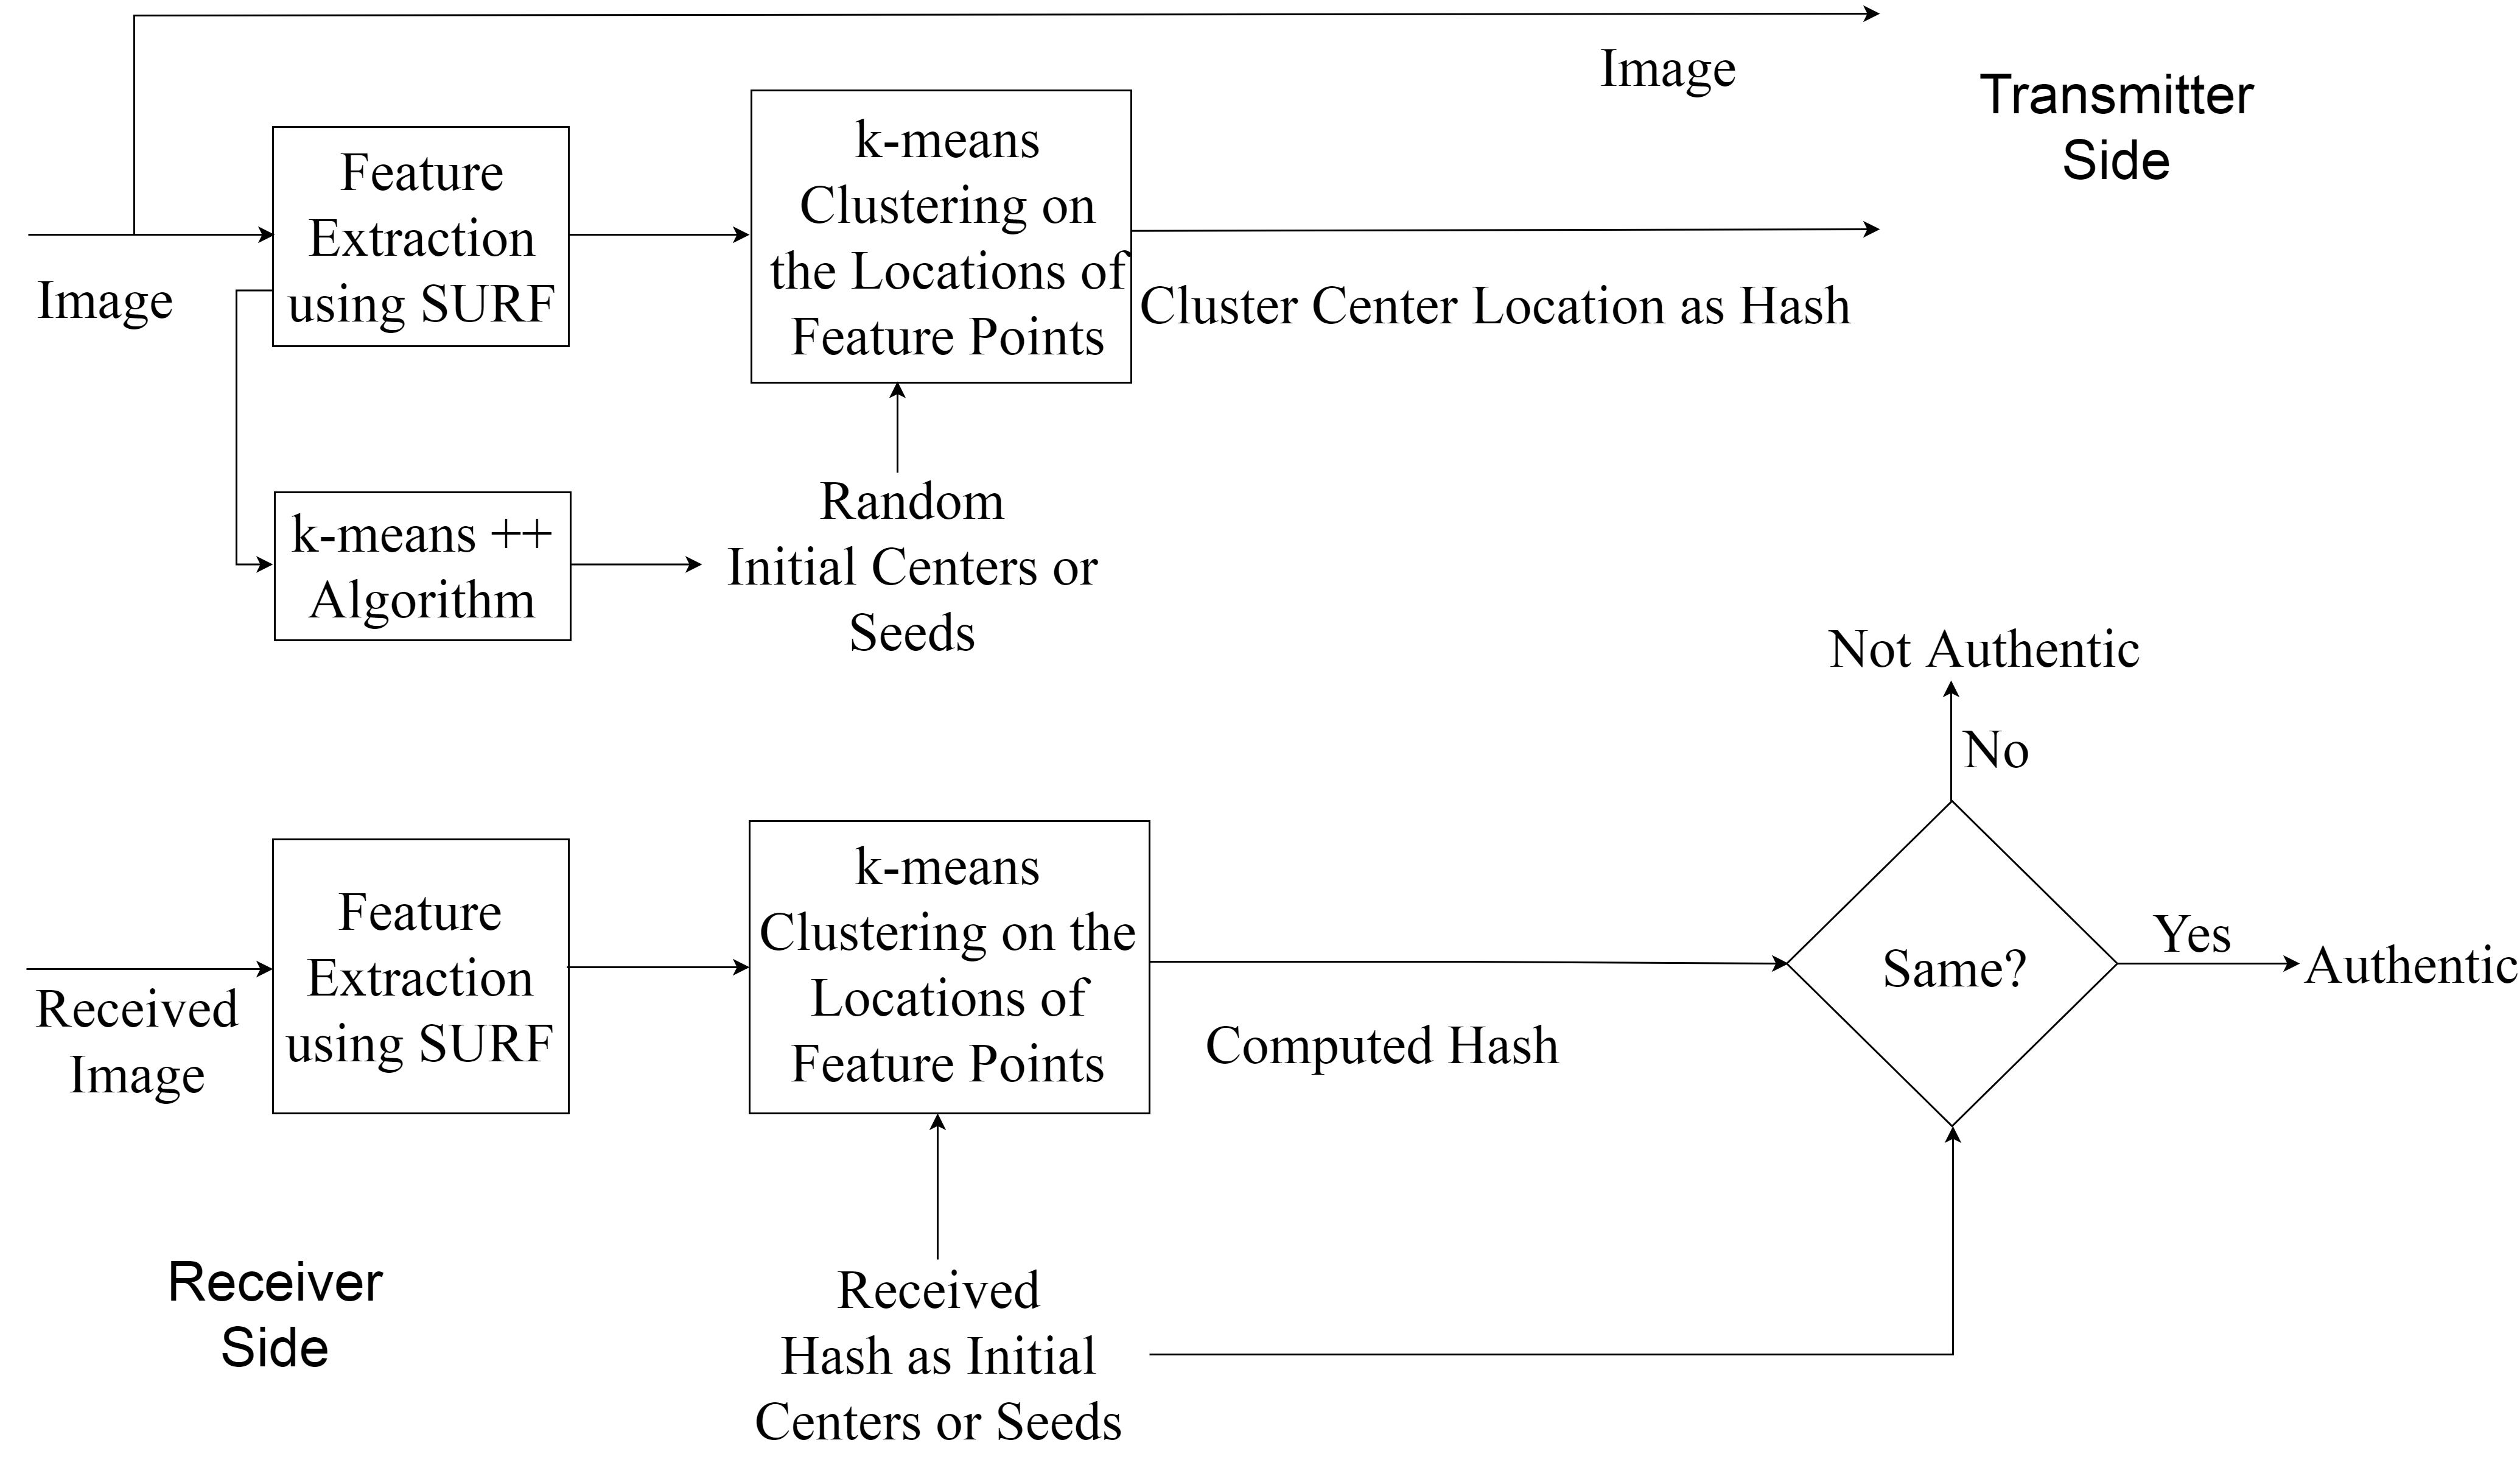 Image
Transmitter
Side
Feature
Extraction
using SURF
k-means
Clustering on
the Locations of
Feature Points
Image
Cluster Center Location as Hash
k-means ++
Algorithm
Random
Initial Centers or
Seeds
Not Authentic
No
Feature
Extraction
using SURF
k-means
Clustering on the
Locations of
Feature Points
Same?
Yes
Authentic
Received
Image
Computed Hash
Receiver
Side
Received
Hash as Initial
Centers or Seeds